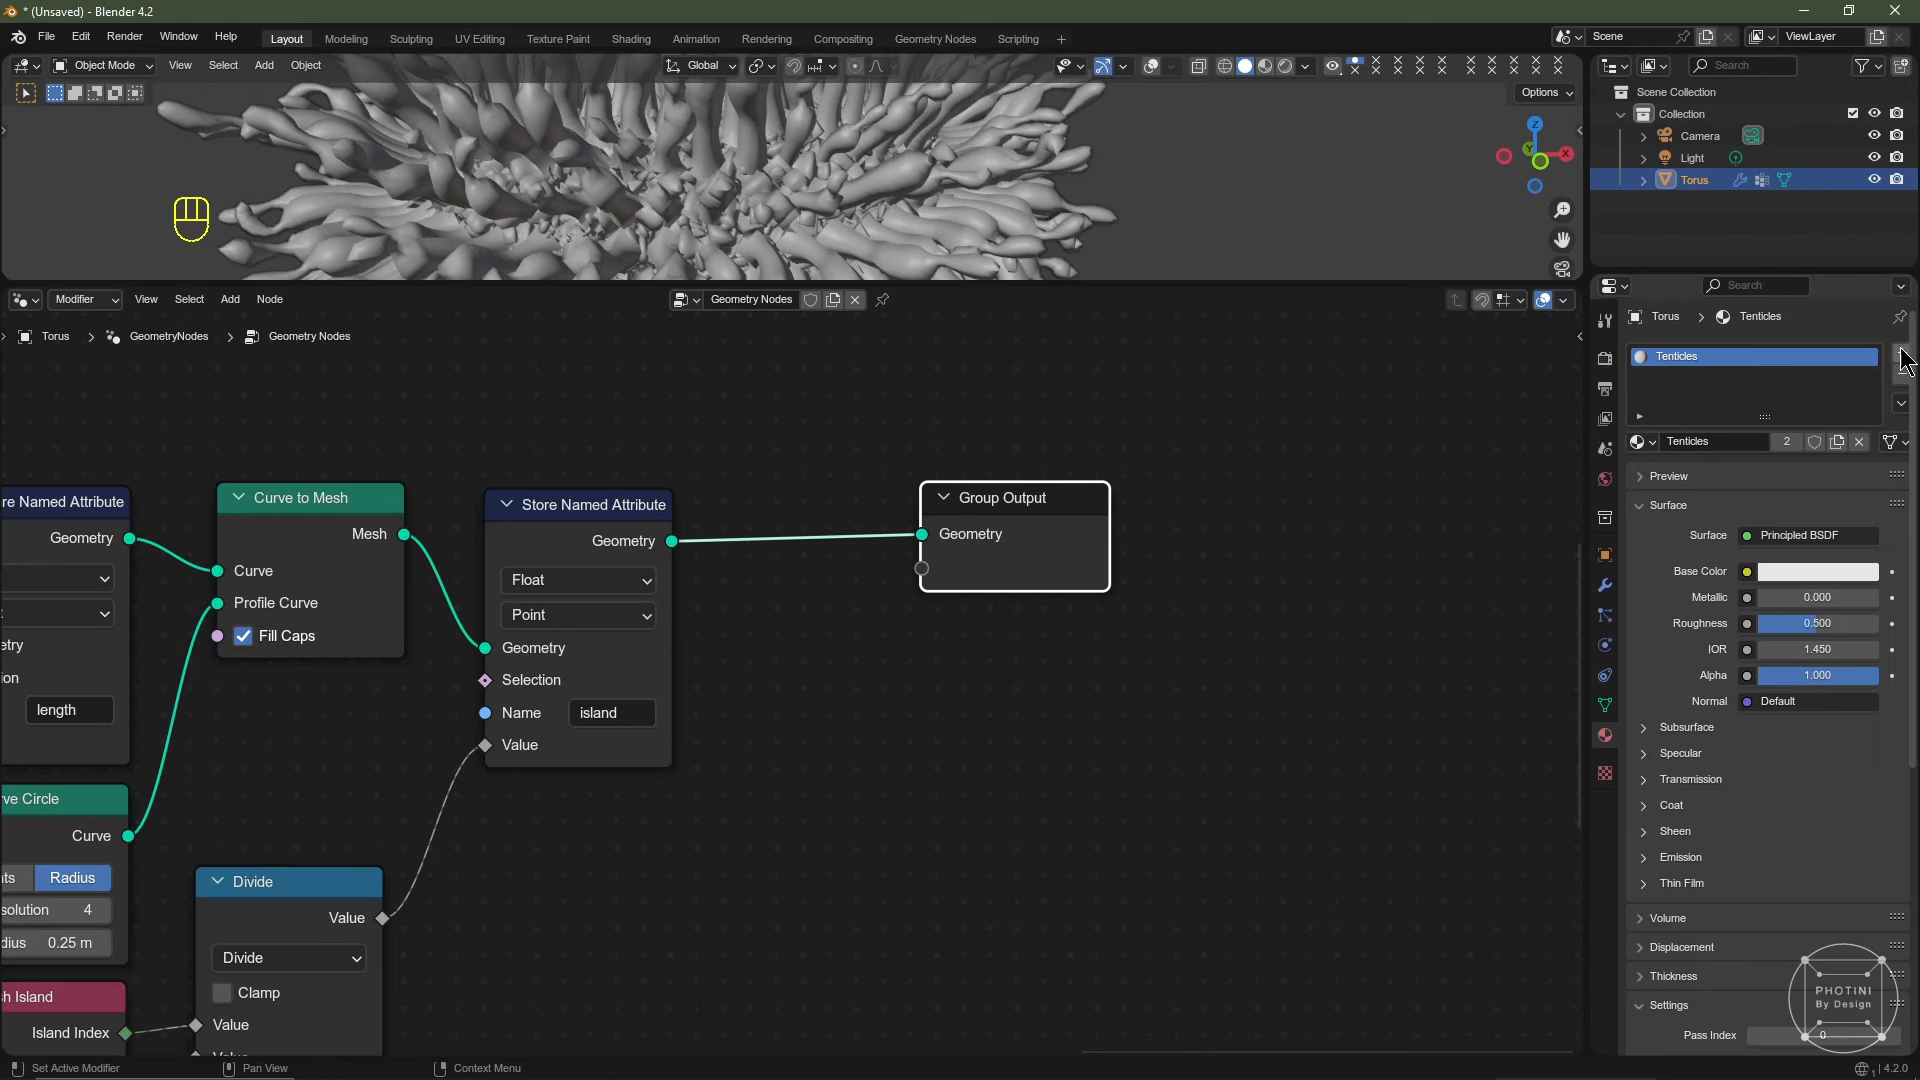 * (Unsaved) - Blender 4.2
File Edit Render Window Help Layout Modeling Sculpting UV Editing Texture Paint Shading Animation Rendering Compositing Geometry Nodes Scripting + Scene ViewLayer
Object Mode View Select Add Object Global Search
Options
Scene Collection
Collection
Camera
Light
Torus
Z
Y
X
Modifier View Select Add Node Geometry Nodes
Search
Torus > GeometryNodes > Geometry Nodes
Torus > Tenticles
Tenticles
Tenticles 2
Preview
Surface
Surface Principled BSDF
Base Color
Metallic 0.000
Roughness 0.500
IOR 1.450
Alpha 1.000
Normal Default
Subsurface
Specular
Transmission
Coat
Sheen
Emission
Thin Film
Volume
Displacement
Thickness
Settings
Pass Index 0
PHOTINI
By Design
re Named Attribute
Geometry
t
etry
ion
length
Curve to Mesh
Mesh
Curve
Profile Curve
Fill Caps
Store Named Attribute
Geometry
Float
Point
Geometry
Selection
Name island
Value
Group Output
Geometry
ve Circle
Curve
ts Radius
solution 4
dius 0.25 m
h Island
Island Index
Divide
Value
Divide
Clamp
Value
Set Active Modifier Pan View Context Menu 4.2.0